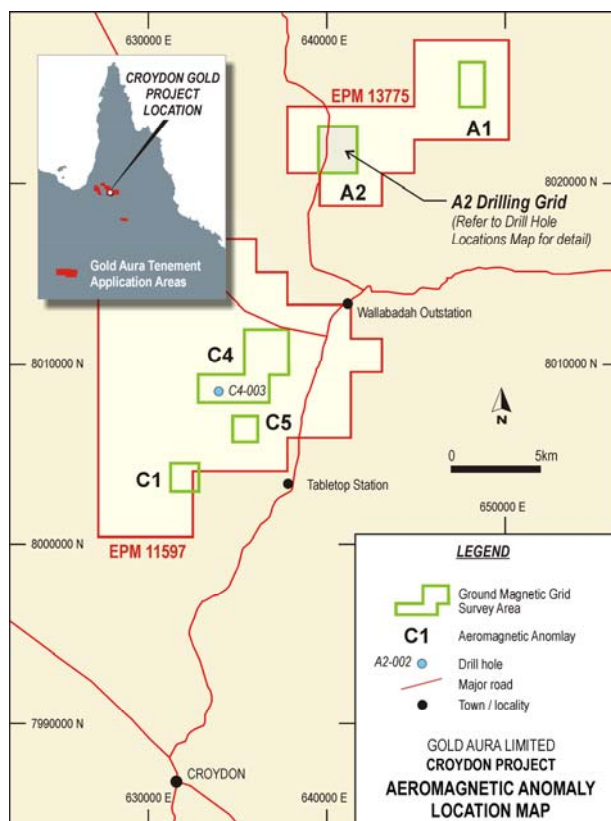 630000 E
640000 E
CROYDON GOLD
PROJECT
LOCATION
Gold Aura Tenement
Application Areas
EPM 13775
A1
A2
8020000 N
A2 Drilling Grid
(Refer to Drill Hole
Locations Map for detail)
Wallabadah Outstation
8010000 N
8010000 N
C4
C4-003
C5
C1
N
5km
0
Tabletop Station
650000 E
8000000 N
EPM 11597
LEGEND
Ground Magnetic Grid
Survey Area
C1
Aeromagnetic Anomlay
A2-002
Drill hole
Major road
Town / locality
7990000 N
CROYDON
630000 E
640000 E
GOLD AURA LIMITED
CROYDON PROJECT
AEROMAGNETIC ANOMALY
LOCATION MAP